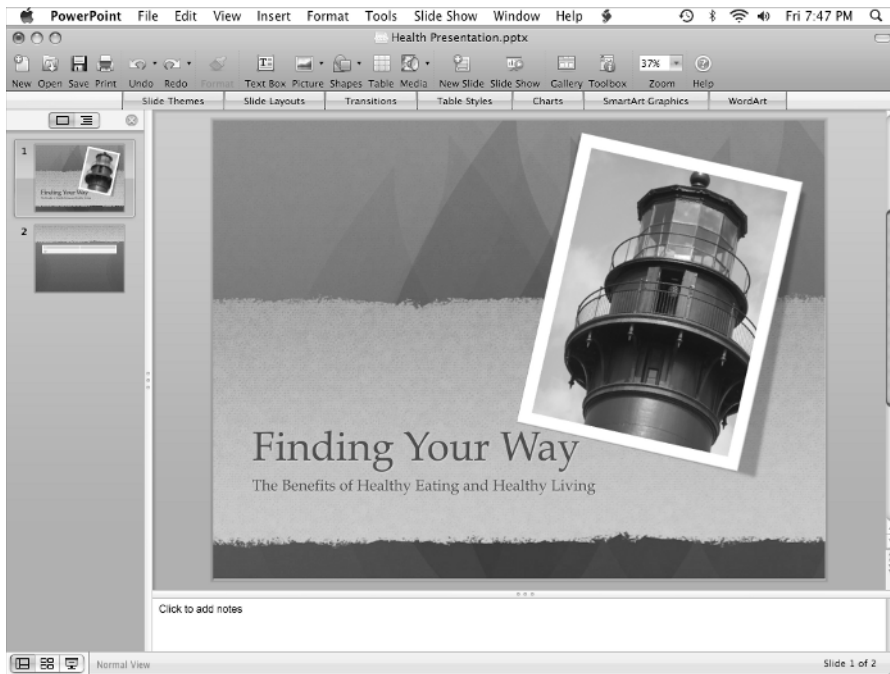 PowerPoint File Edit View Insert Format Tools Slide Show Window Help Fri 7:47 PM
Health Presentation.pptx
37%
New Open Save Print Undo Redo Format Text Box Picture Shapes Table Media New Slide Slide Show Gallery Toolbox Zoom Help
Slide Themes Slide Layouts Transitions Table Styles Charts SmartArt Graphics WordArt
1
Finding Your Way
2
Finding Your Way
The Benefits of Healthy Eating and Healthy Living
Click to add notes
Normal View
Slide 1 of 2